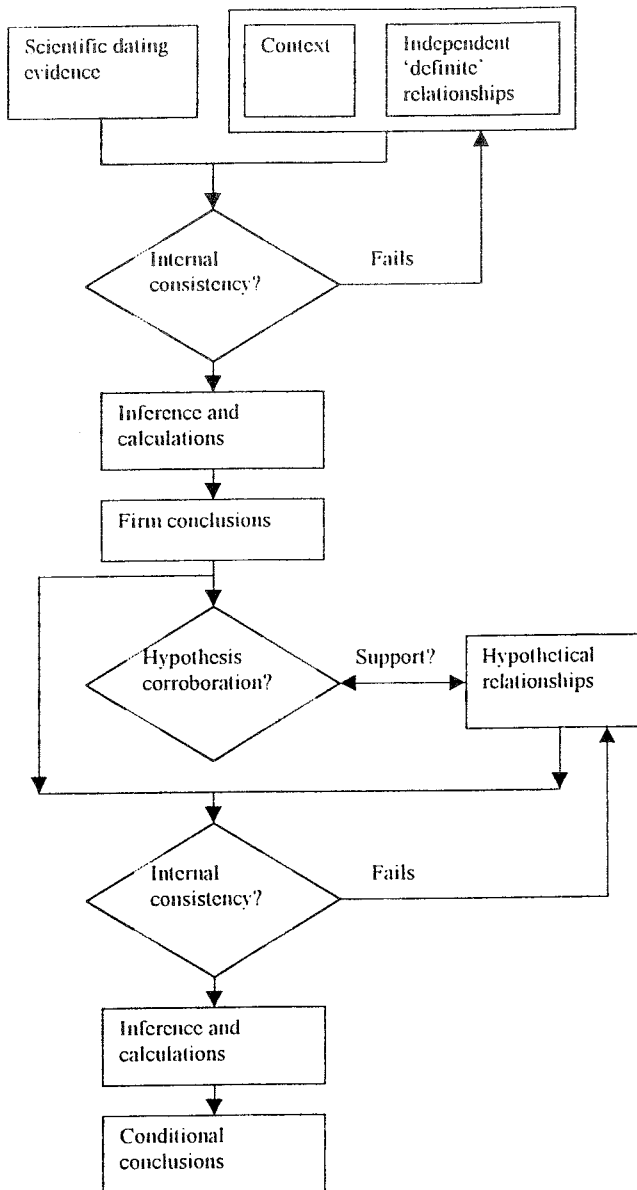 Scientific dating
evidence
Context
Independent
‘definite’
relationships
Internal
consistency?
Fails
Inference and
calculations
Firm conclusions
Hypothesis
corroboration?
Support?
Hypothetical
relationships
Internal
consistency?
Fails
Inference and
calculations
Conditional
conclusions